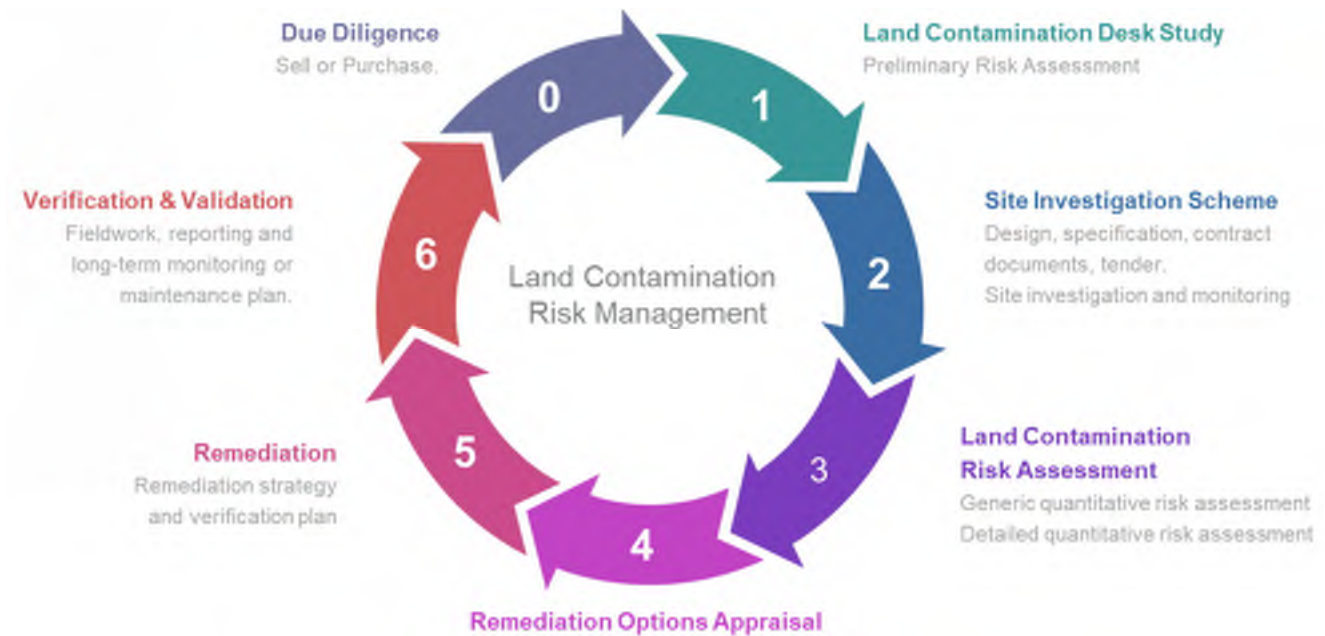 Due Diligence
Sell or Purchase.
0
1
Land Contamination Desk Study
Preliminary Risk Assessment
2
Site Investigation Scheme
Design, specification, contract
documents, tender.
Site investigation and monitoring
3
Land Contamination
Risk Assessment
Generic quantitative risk assessment
Detailed quantitative risk assessment
4
Remediation Options Appraisal
5
Remediation
Remediation strategy
and verification plan
6
Verification & Validation
Fieldwork, reporting and
long-term monitoring or
maintenance plan.
Land Contamination
Risk Management